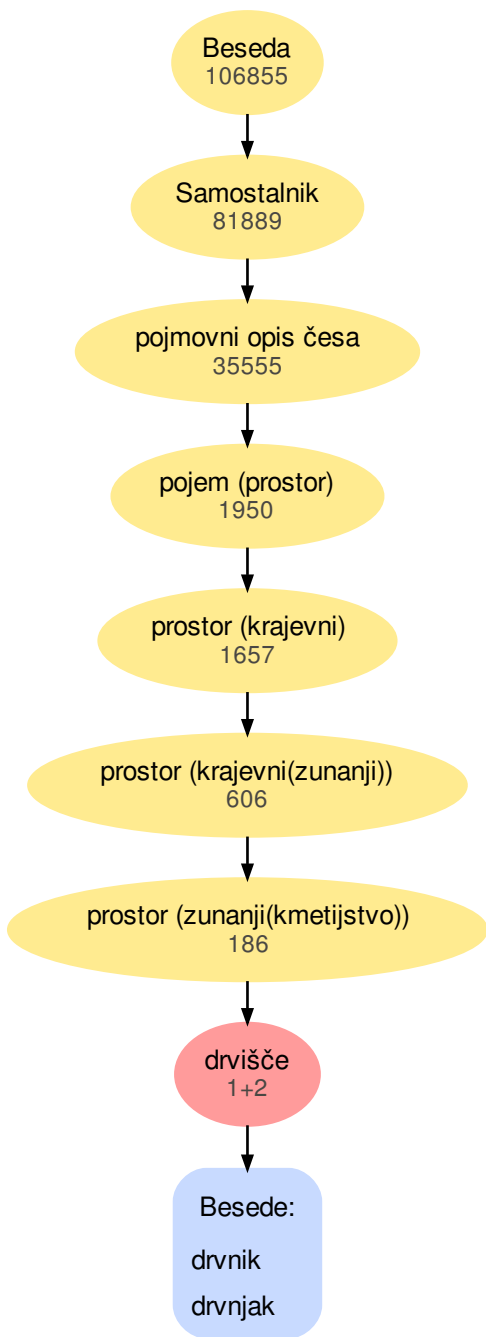 Beseda
106855
Samostalnik
81889
pojmovni opis česa
35555
pojem (prostor)
1950
prostor (krajevni)
1657
prostor (krajevni(zunanji))
606
prostor (zunanji(kmetijstvo))
186
drvišče
1+2
Besede:
drvnik
drvnjak